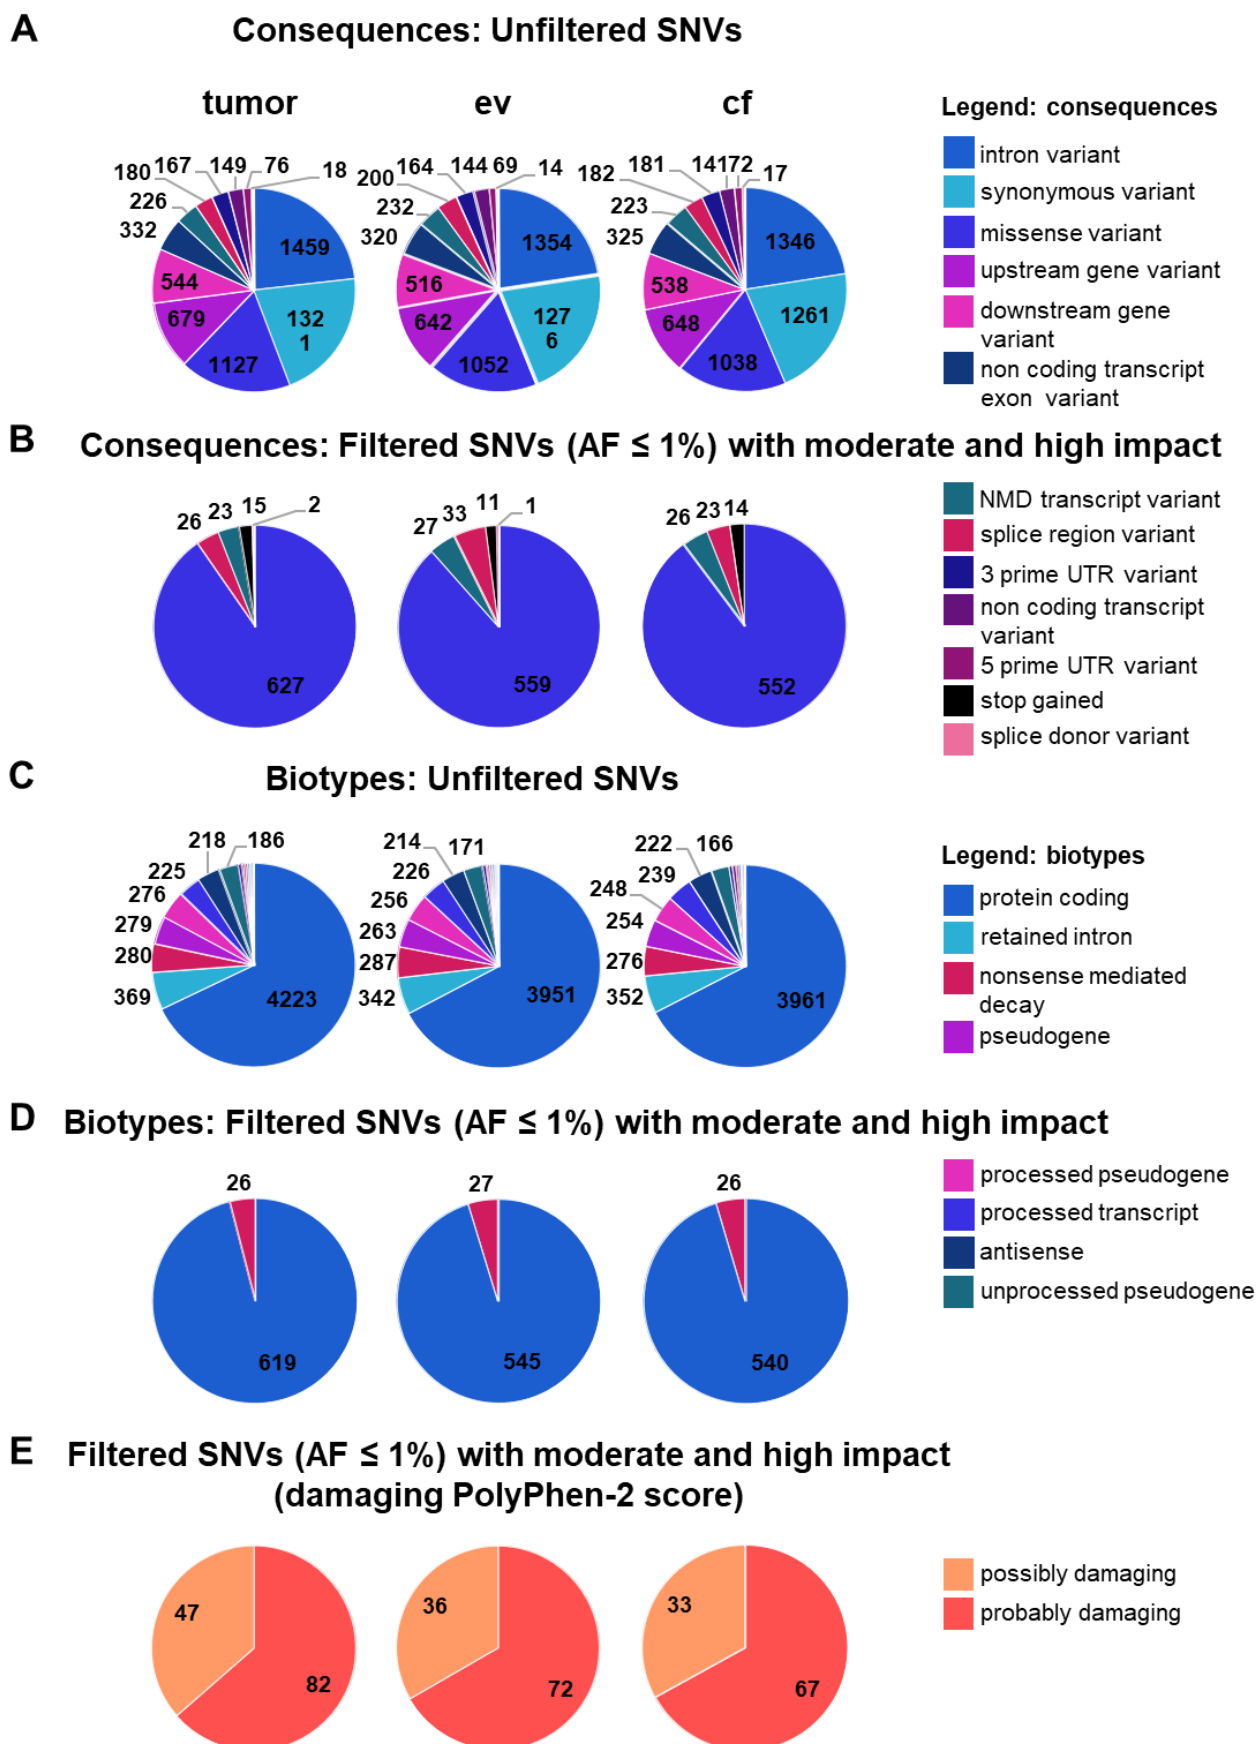 A
Consequences: Unfiltered SNVs
tumor
ev
cf
180 167 149 76 18
226
332
544
679
1127
1459
132
1
200 164 144 69 14
232
320
516
642
1052
1354
127
6
182 181 141 72 17
223
325
538
648
1038
1346
1261
Legend: consequences
intron variant
synonymous variant
missense variant
upstream gene variant
downstream gene
variant
non coding transcript
exon variant
B
Consequences: Filtered SNVs (AF ≤ 1%) with moderate and high impact
26 23 15 2
627
27 33 11 1
559
26 23 14
552
NMD transcript variant
splice region variant
3 prime UTR variant
non coding transcript
variant
5 prime UTR variant
stop gained
splice donor variant
C
Biotypes: Unfiltered SNVs
218 186
225
276
279
280
369
4223
214 171
226
256
263
287
342
3951
222 166
239
248
254
276
352
3961
Legend: biotypes
protein coding
retained intron
nonsense mediated
decay
pseudogene
D
Biotypes: Filtered SNVs (AF ≤ 1%) with moderate and high impact
26
619
27
545
26
540
processed pseudogene
processed transcript
antisense
unprocessed pseudogene
E
Filtered SNVs (AF ≤ 1%) with moderate and high impact
(damaging PolyPhen-2 score)
47
82
36
72
33
67
possibly damaging
probably damaging